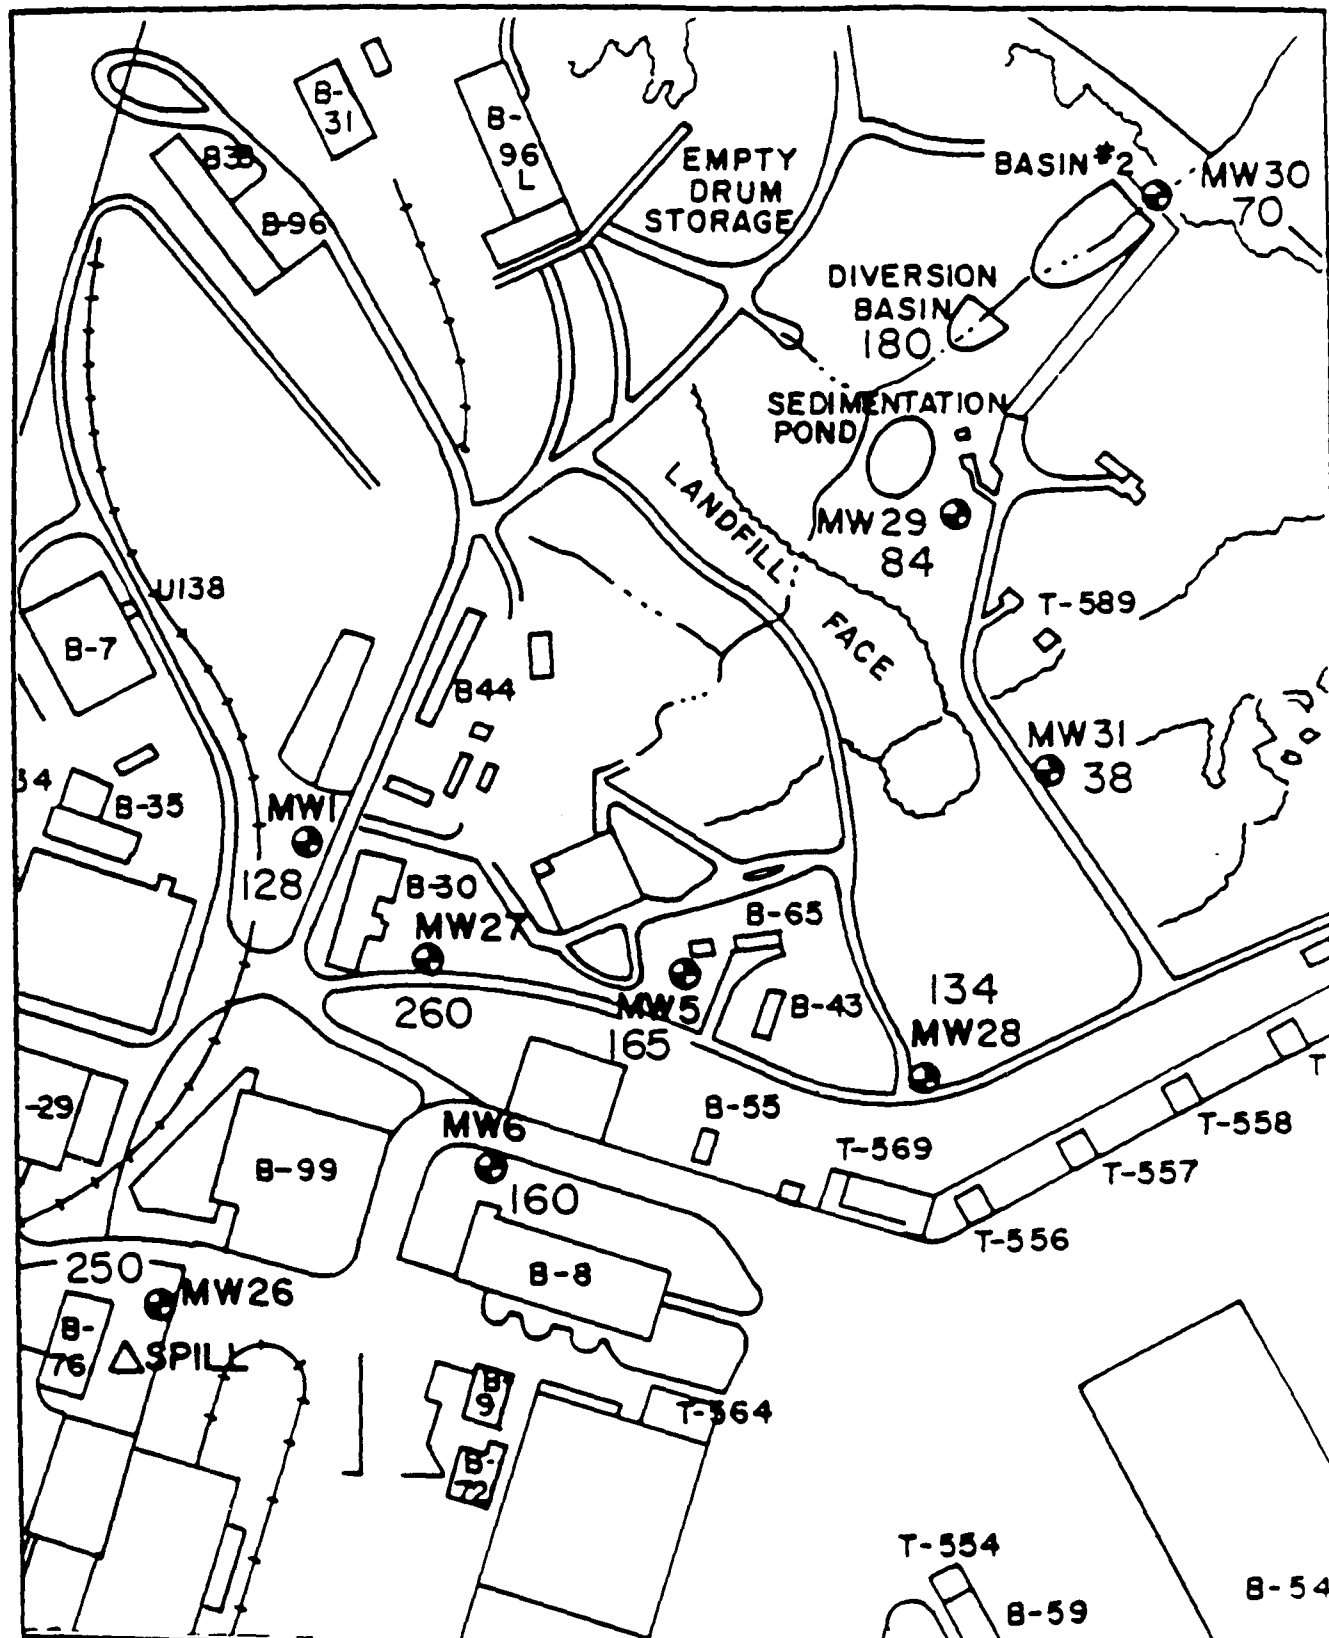 B-
31
B-
96
L
EMPTY
DRUM
STORAGE
BASIN #2
MW30
70
B-96
DIVERSION
BASIN
180
SEDIMENTATION
POND
LANDFILL
FACE
MW29
84
U138
B-7
T-589
B44
MW31
38
34
B-35
MW1
128
B-30
MW27
260
B-65
MW5
165
B-43
134
MW28
-29
B-99
MW6
160
B-55
T-569
T-558
T
T-557
T-556
250
MW26
B-8
B-
76
SPILL
B-
9
T-564
B-
72
T-554
B-59
B-54